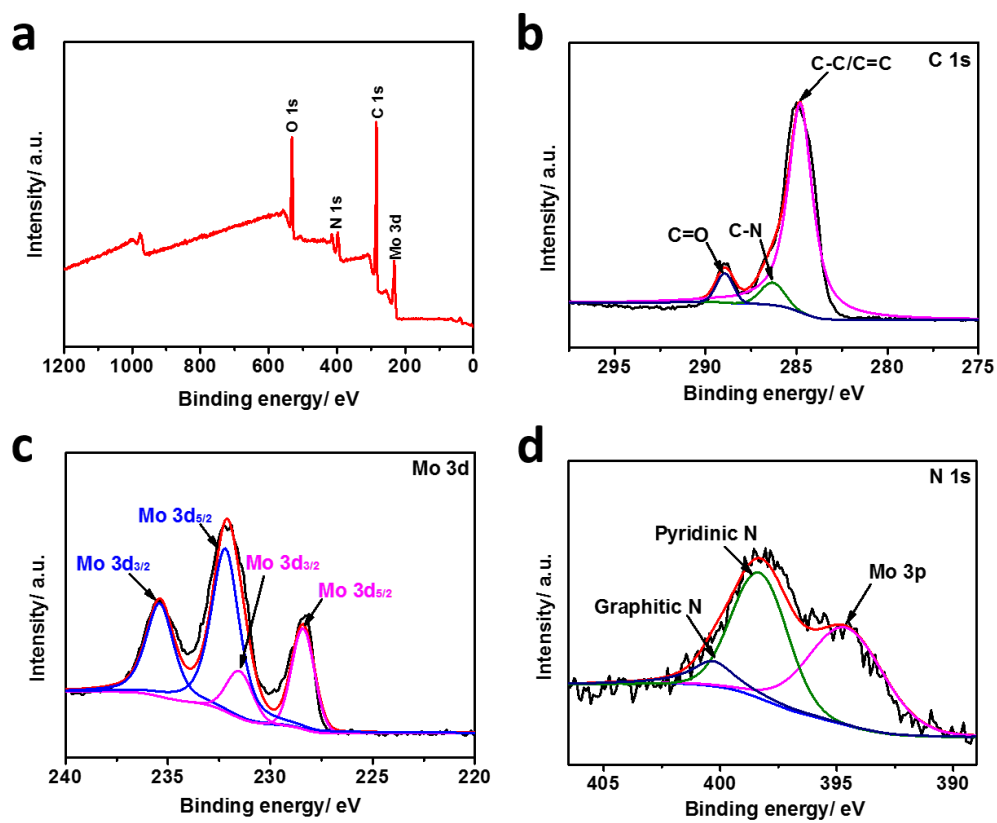 a
O 1s
N 1s
C 1s
Mo 3d
Intensity/ a.u.
1200 1000 800 600 400 200 0
Binding energy/ eV
b
C 1s
C-C/C=C
C=O
C-N
Intensity/ a.u.
295 290 285 280 275
Binding energy/ eV
c
Mo 3d
Mo 3d5/2
Mo 3d3/2
Mo 3d3/2
Mo 3d5/2
Intensity/ a.u.
240 235 230 225 220
Binding energy/ eV
d
N 1s
Pyridinic N
Mo 3p
Graphitic N
Intensity/ a.u.
405 400 395 390
Binding energy/ eV